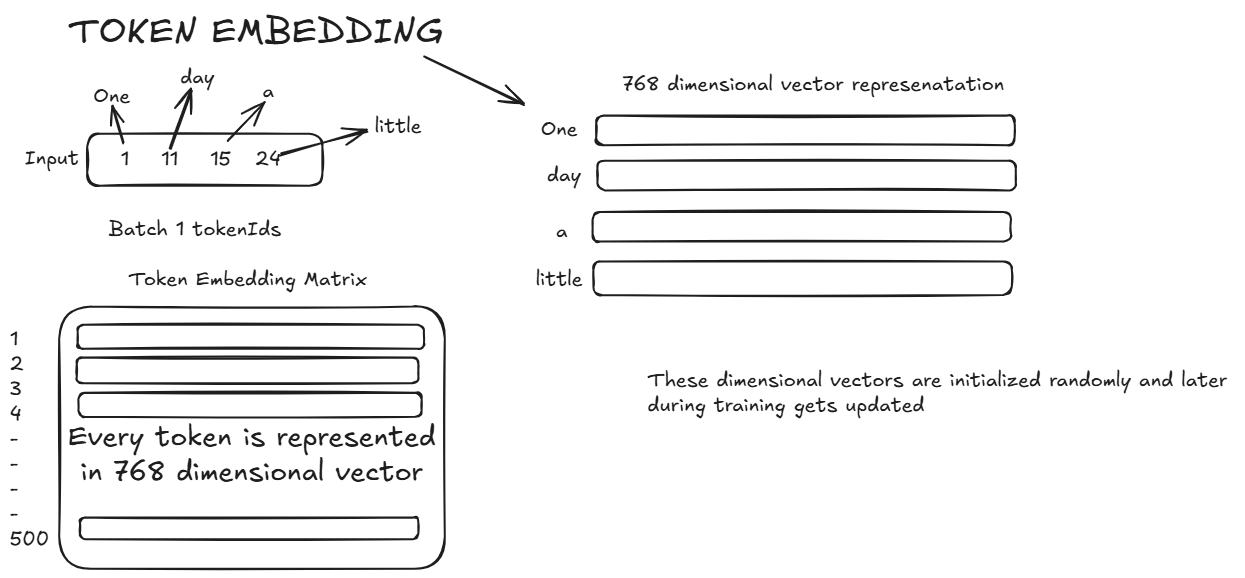 TOKEN EMBEDDING
One
day
a
little
Input 1 11 15 24
Batch 1 tokenIds
Token Embedding Matrix
1
2
3
4
-
-
-
-
500
Every token is represented
in 768 dimensional vector
768 dimensional vector represenatation
One
day
a
little
These dimensional vectors are initialized randomly and later
during training gets updated